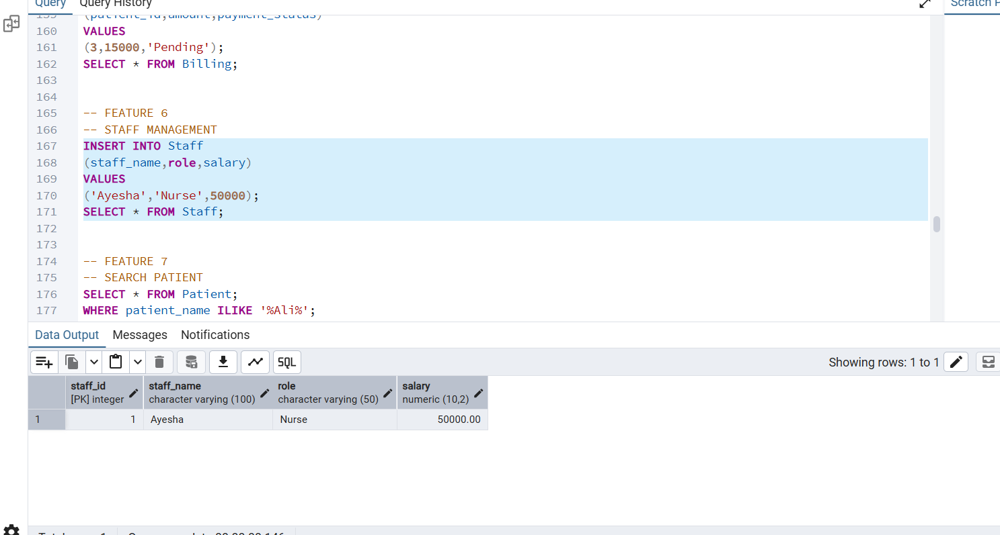 Query Query History
Scratch P
159 (patient_id,amount,payment_status)
160 VALUES
161 (3,15000,'Pending');
162 SELECT * FROM Billing;
163
164
165 -- FEATURE 6
166 -- STAFF MANAGEMENT
167 INSERT INTO Staff
168 (staff_name,role,salary)
169 VALUES
170 ('Ayesha','Nurse',50000);
171 SELECT * FROM Staff;
172
173
174 -- FEATURE 7
175 -- SEARCH PATIENT
176 SELECT * FROM Patient;
177 WHERE patient_name ILIKE '%Ali%';
Data Output Messages Notifications
SQL
Showing rows: 1 to 1
staff_id staff_name role salary
[PK] integer character varying (100) character varying (50) numeric (10,2)
1 1 Ayesha Nurse 50000.00